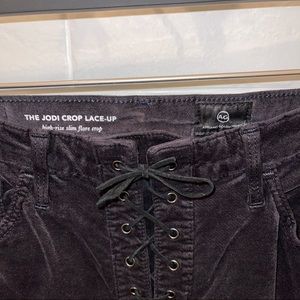 THE JODI CROP LACE-UP
high-rise slim flare crop
AG